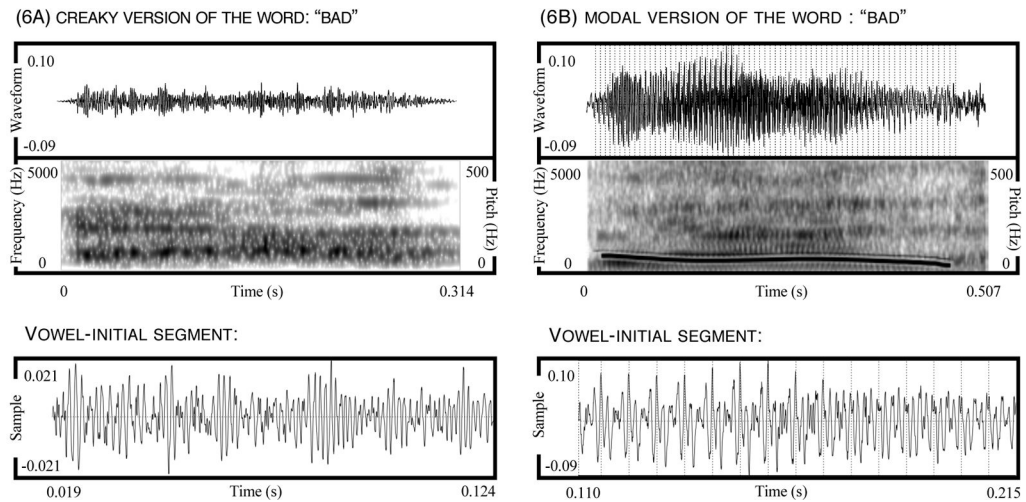 (6A) CREAKY VERSION OF THE WORD: “BAD”
0.10
Waveform
-0.09
5000
500
Frequency (Hz)
Pitch (Hz)
0
0
0
Time (s)
0.314
VOWEL-INITIAL SEGMENT:
0.021
Sample
-0.021
0.019
Time (s)
0.124
(6B) MODAL VERSION OF THE WORD : “BAD”
0.10
Waveform
-0.09
5000
500
Frequency (Hz)
Pitch (Hz)
0
0
0
Time (s)
0.507
VOWEL-INITIAL SEGMENT:
0.10
Sample
-0.09
0.110
Time (s)
0.215